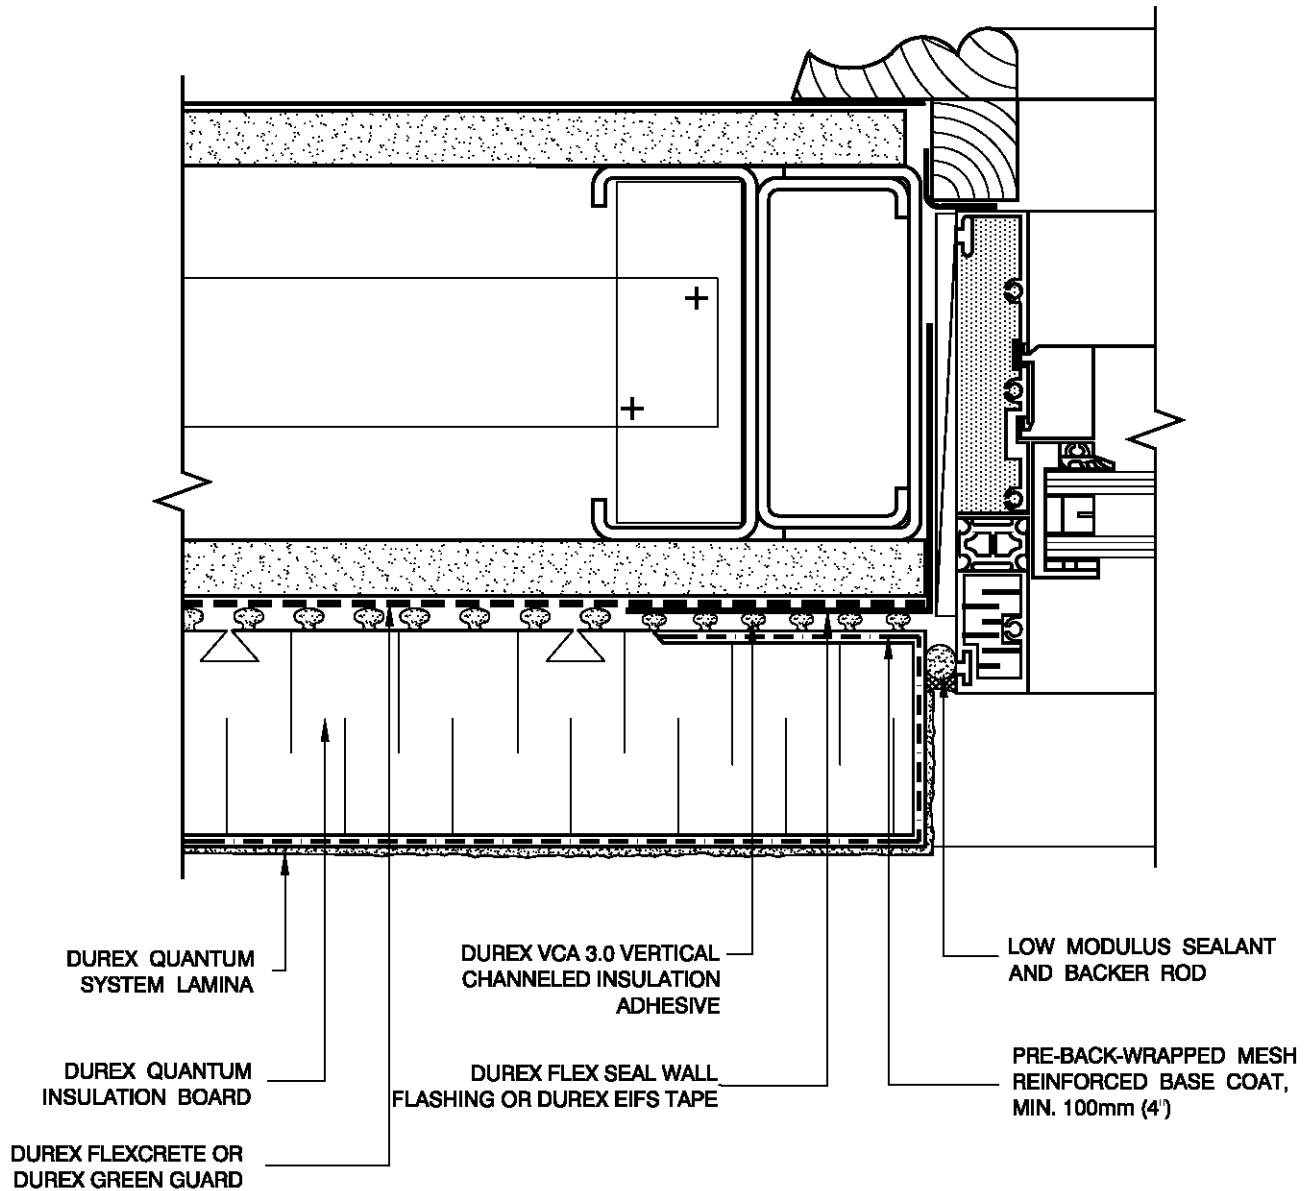 DUREX QUANTUM
SYSTEM LAMINA
DUREX VCA 3.0 VERTICAL
CHANNELED INSULATION
ADHESIVE
LOW MODULUS SEALANT
AND BACKER ROD
DUREX QUANTUM
INSULATION BOARD
DUREX FLEX SEAL WALL
FLASHING OR DUREX EIFS TAPE
PRE-BACK-WRAPPED MESH
REINFORCED BASE COAT,
MIN. 100mm (4")
DUREX FLEXCRETE OR
DUREX GREEN GUARD